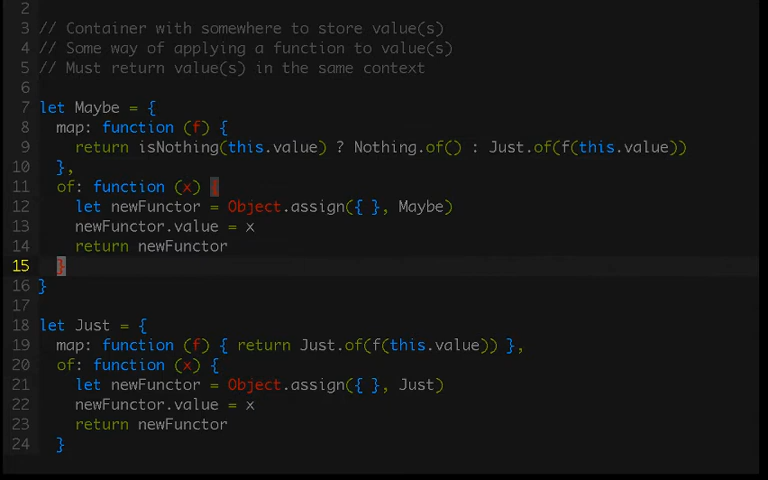 2
3 // Container with somewhere to store value(s)
4 // Some way of applying a function to value(s)
5 // Must return value(s) in the same context
6
7 let Maybe = {
8 map: function (f) {
9 return isNothing(this.value) ? Nothing.of() : Just.of(f(this.value))
10 },
11 of: function (x) {
12 let newFunctor = Object.assign({ }, Maybe)
13 newFunctor.value = x
14 return newFunctor
15 }
16 }
17
18 let Just = {
19 map: function (f) { return Just.of(f(this.value)) },
20 of: function (x) {
21 let newFunctor = Object.assign({ }, Just)
22 newFunctor.value = x
23 return newFunctor
24 }